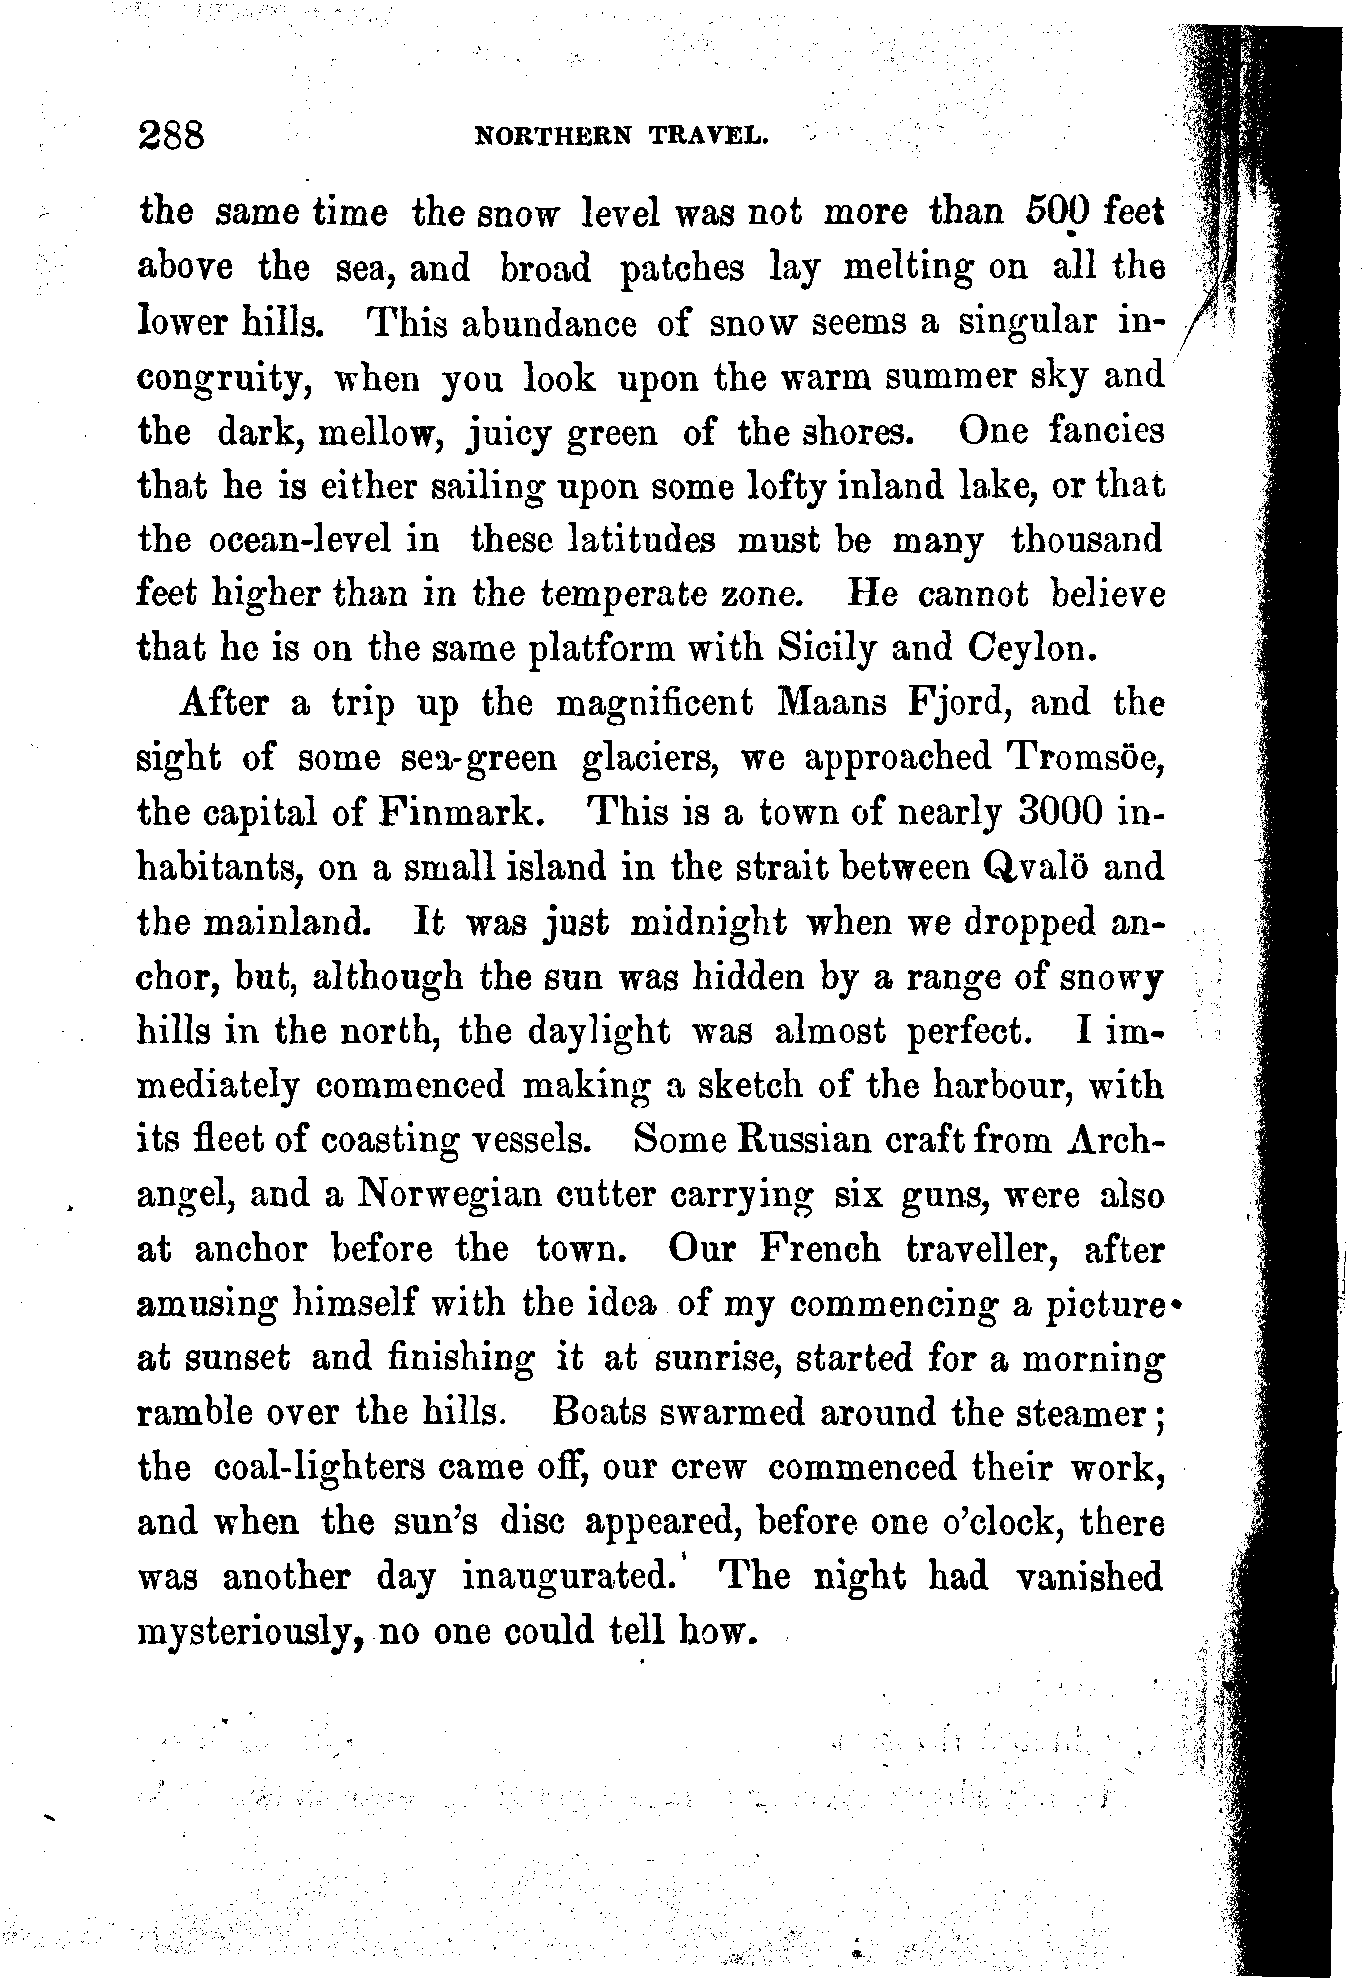 288 NORTHERN TRAVEL.
the same time the snow level was not more than 500 feet
above the sea, and broad patches lay melting on all the
lower hills. This abundance of snow seems a singular in-
congruity, when you look upon the warm summer sky and
the dark, mellow, juicy green of the shores. One fancies
that he is either sailing upon some lofty inland lake, or that
the ocean-level in these latitudes must be many thousand
feet higher than in the temperate zone. He cannot believe
that he is on the same platform with Sicily and Ceylon.
After a trip up the magnificent Maans Fjord, and the
sight of some sea-green glaciers, we approached Tromsöe,
the capital of Finmark. This is a town of nearly 3000 in-
habitants, on a small island in the strait between Qvalö and
the mainland. It was just midnight when we dropped an-
chor, but, although the sun was hidden by a range of snowy
hills in the north, the daylight was almost perfect. I im-
mediately commenced making a sketch of the harbour, with
its fleet of coasting vessels. Some Russian craft from Arch-
angel, and a Norwegian cutter carrying six guns, were also
at anchor before the town. Our French traveller, after
amusing himself with the idea of my commencing a picture
at sunset and finishing it at sunrise, started for a morning
ramble over the hills. Boats swarmed around the steamer;
the coal-lighters came off, our crew commenced their work,
and when the sun's disc appeared, before one o'clock, there
was another day inaugurated. The night had vanished
mysteriously, no one could tell how.